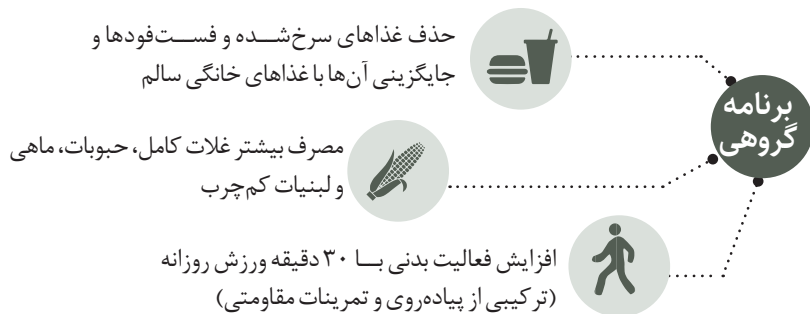 برنامه
گروهی
حذف غذاهای سرخ‌شده و فست‌فودها و
جایگزینی آن‌ها با غذاهای خانگی سالم
مصرف بیشتر غلات کامل، حبوبات، ماهی
و لبنیات کم‌چرب
افزایش فعالیت بدنی با ۳۰ دقیقه ورزش روزانه
(ترکیبی از پیاده‌روی و تمرینات مقاومتی)